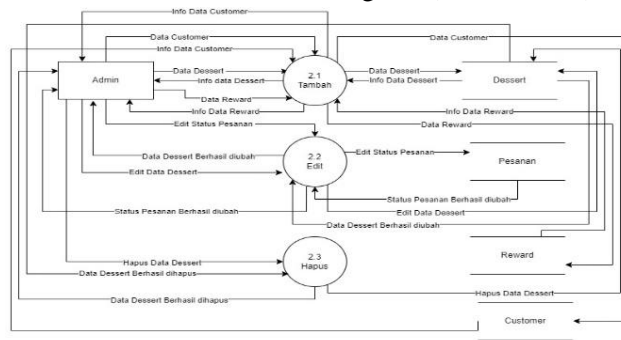 Info Data Customer
Data Customer
Data Customer
Info Data Customer
Admin
Data Dessert
Info data Dessert
2.1
Tambah
Data Dessert
Info Data Dessert
Dessert
Data Reward
Info Data Reward
Info Data Reward
Data Reward
Edit Status Pesanan
2.2
Edit
Edit Status Pesanan
Data Dessert Berhasil diubah
Pesanan
Edit Data Dessert
Status Pesanan Berhasil diubah
Status Pesanan Berhasil diubah
Edit Data Dessert
Data Dessert Berhasil diubah
2.3
Hapus
Reward
Hapus Data Dessert
Data Dessert Berhasil dihapus
Hapus Data Dessert
Data Dessert Berhasil dihapus
Customer